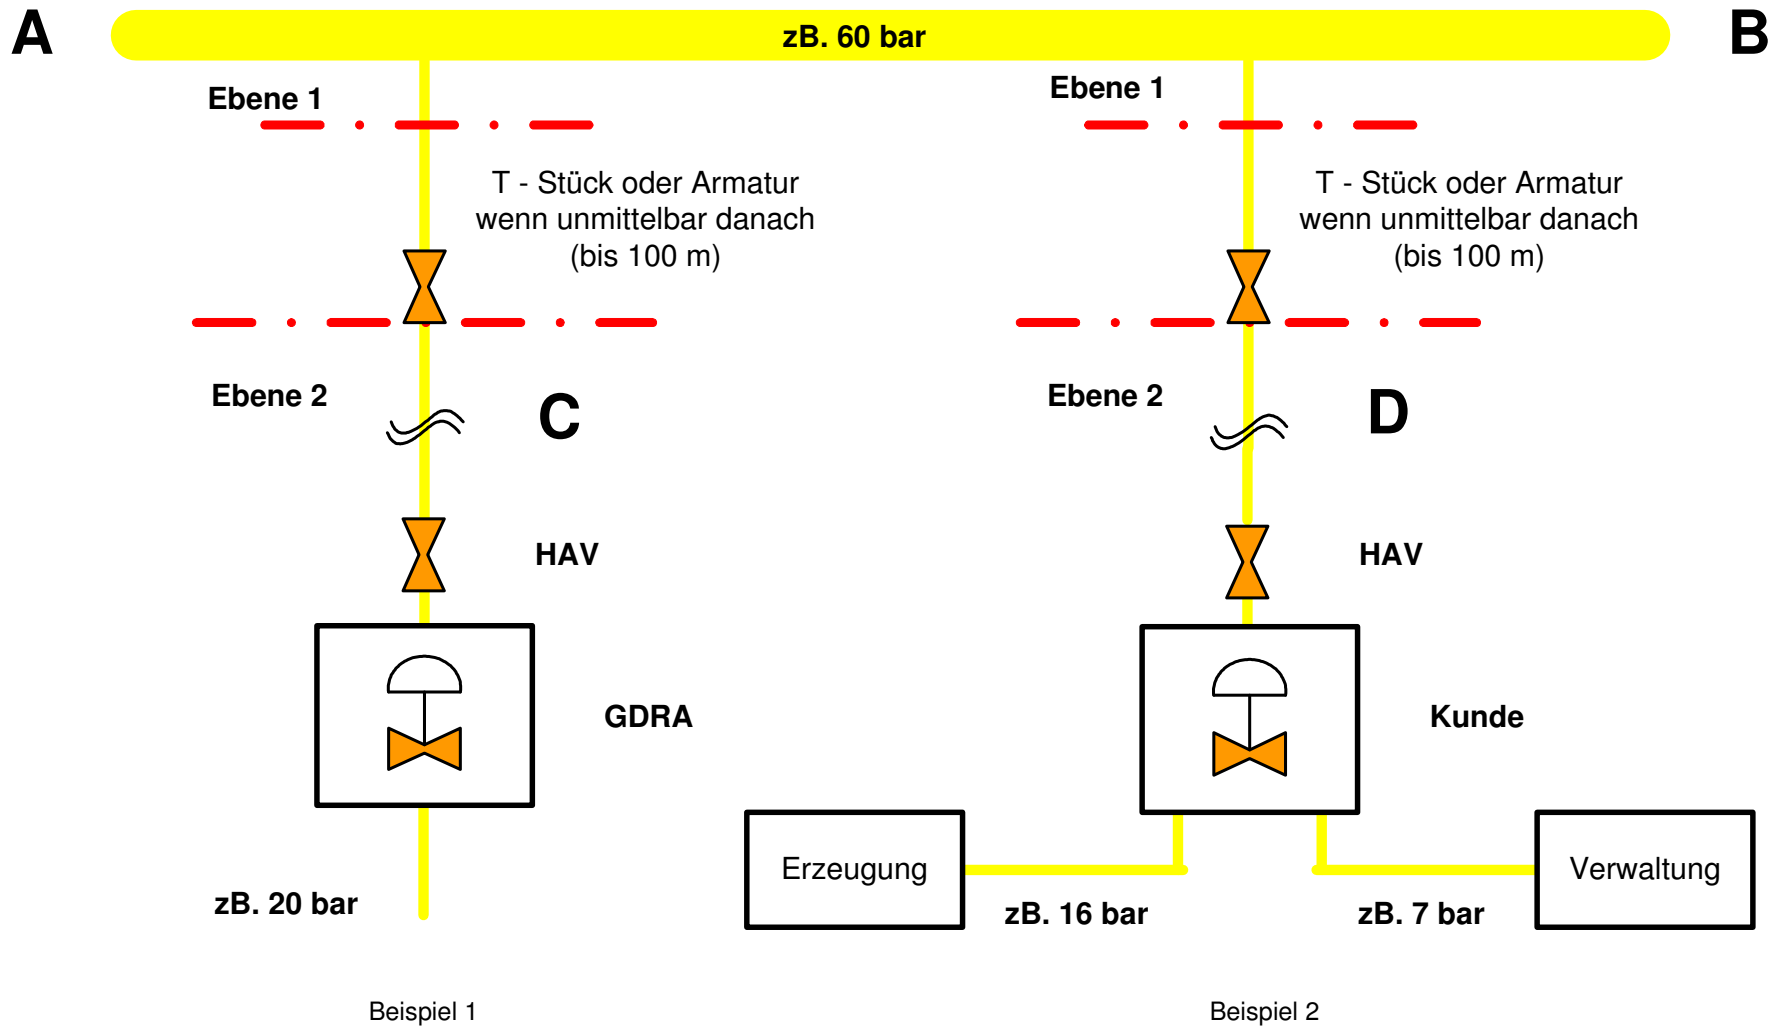 A
zB. 60 bar
B
Ebene 1
Ebene 1
T - Stück oder Armatur
wenn unmittelbar danach
(bis 100 m)
T - Stück oder Armatur
wenn unmittelbar danach
(bis 100 m)
Ebene 2
C
Ebene 2
D
HAV
HAV
GDRA
Kunde
Erzeugung
Verwaltung
zB. 20 bar
zB. 16 bar
zB. 7 bar
Beispiel 1
Beispiel 2